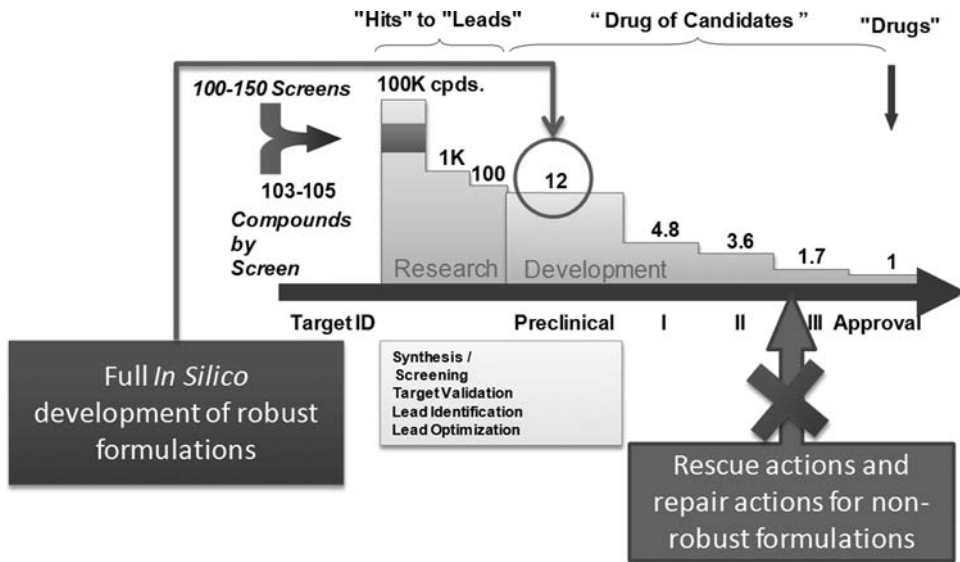 "Hits" to "Leads"
“ Drug of Candidates ”
"Drugs"
100-150 Screens
100K cpds.
1K
100
12
103-105
Compounds
by
Screen
4.8
3.6
1.7
1
Research
Development
Target ID
Preclinical
I
II
III
Approval
Synthesis /
Screening
Target Validation
Lead Identification
Lead Optimization
Full In Silico
development of robust
formulations
Rescue actions and
repair actions for non-
robust formulations